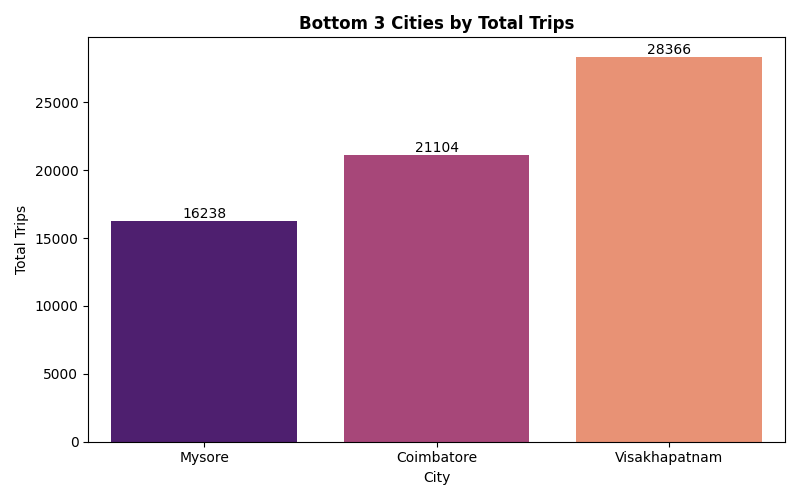 Bottom 3 Cities by Total Trips
28366
21104
16238
25000
20000
15000
10000
5000
0
Total Trips
Mysore
Coimbatore
Visakhapatnam
City